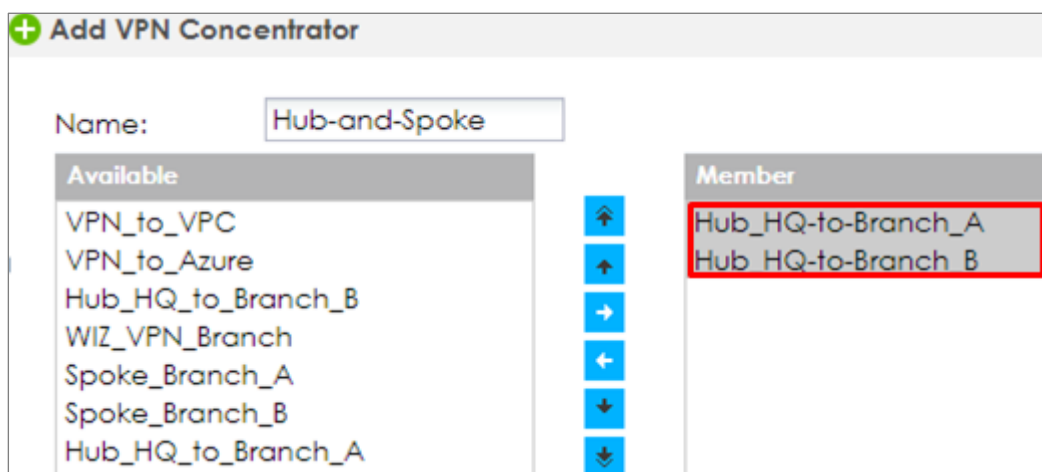 Add VPN Concentrator
Name: Hub-and-Spoke
Available
VPN_to_VPC
VPN_to_Azure
Hub_HQ_to_Branch_B
WIZ_VPN_Branch
Spoke_Branch_A
Spoke_Branch_B
Hub_HQ_to_Branch_A
Member
Hub_HQ-to-Branch_A
Hub_HQ-to-Branch_B